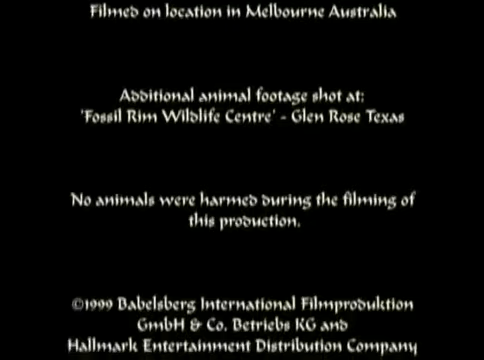 Filmed on location in Melbourne Australia
Additional animal footage shot at:
'Fossil Rim Wildlife Centre' - Glen Rose Texas
No animals were harmed during the filming of
this production.
©1999 Babelsberg International Filmproduktion
GmbH & Co. Betriebs KG and
Hallmark Entertainment Distribution Company